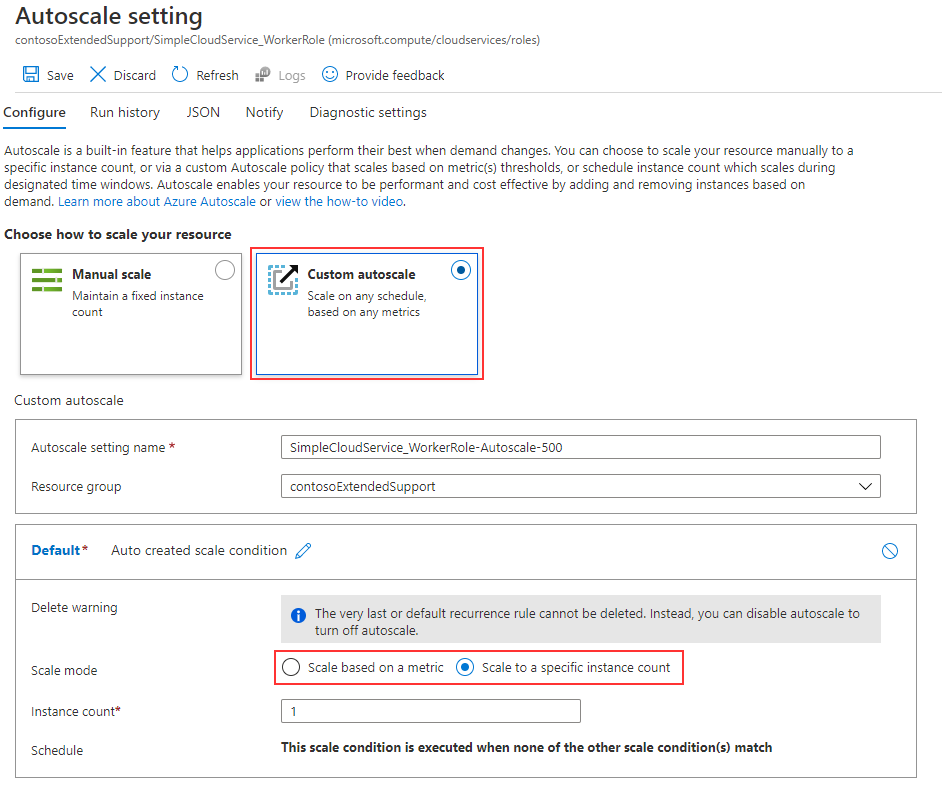 Autoscale setting
contosoExtendedSupport/SimpleCloudService_WorkerRole (microsoft.compute/cloudservices/roles)
Save Discard Refresh Logs Provide feedback
Configure Run history JSON Notify Diagnostic settings
Autoscale is a built-in feature that helps applications perform their best when demand changes. You can choose to scale your resource manually to a
specific instance count, or via a custom Autoscale policy that scales based on metric(s) thresholds, or schedule instance count which scales during
designated time windows. Autoscale enables your resource to be performant and cost effective by adding and removing instances based on
demand. Learn more about Azure Autoscale or view the how-to video.
Choose how to scale your resource
Manual scale
Maintain a fixed instance
count
Custom autoscale
Scale on any schedule,
based on any metrics
Custom autoscale
Autoscale setting name * SimpleCloudService_WorkerRole-Autoscale-500
Resource group contosoExtendedSupport
Default* Auto created scale condition
Delete warning
The very last or default recurrence rule cannot be deleted. Instead, you can disable autoscale to
turn off autoscale.
Scale mode Scale based on a metric Scale to a specific instance count
Instance count* 1
Schedule This scale condition is executed when none of the other scale condition(s) match